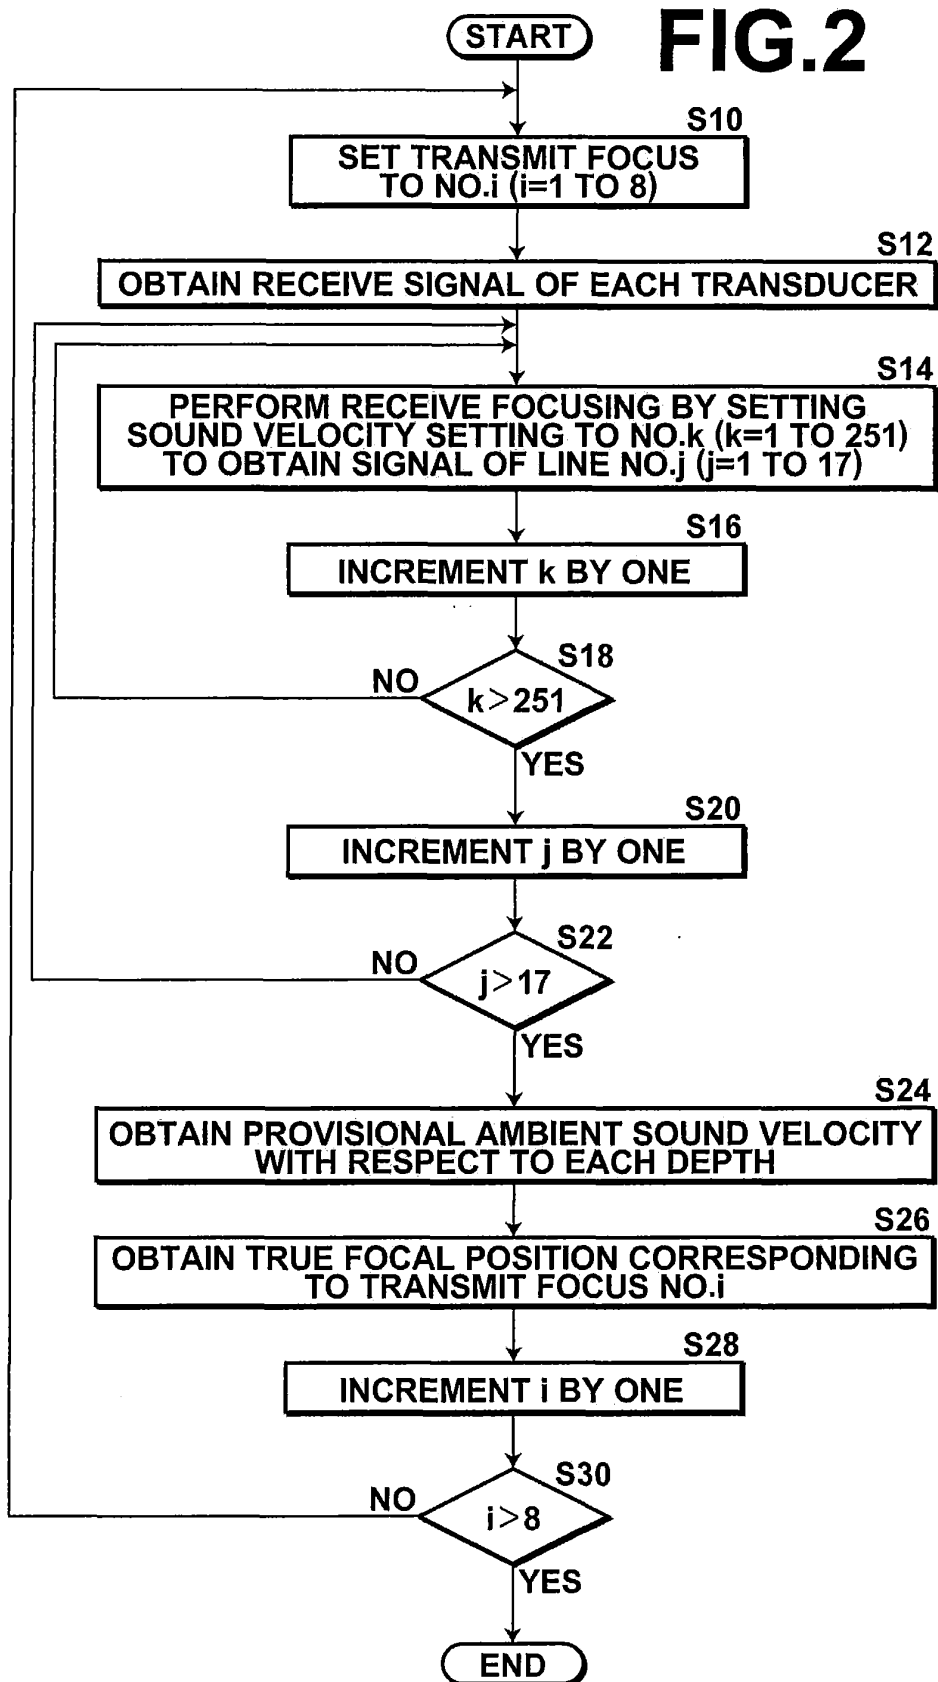 FIG.2
START
S10
SET TRANSMIT FOCUS
TO NO.i (i=1 TO 8)
S12
OBTAIN RECEIVE SIGNAL OF EACH TRANSDUCER
S14
PERFORM RECEIVE FOCUSING BY SETTING
SOUND VELOCITY SETTING TO NO.k (k=1 TO 251)
TO OBTAIN SIGNAL OF LINE NO.j (j=1 TO 17)
S16
INCREMENT k BY ONE
S18
NO
k>251
YES
S20
INCREMENT j BY ONE
S22
NO
j>17
YES
S24
OBTAIN PROVISIONAL AMBIENT SOUND VELOCITY
WITH RESPECT TO EACH DEPTH
S26
OBTAIN TRUE FOCAL POSITION CORRESPONDING
TO TRANSMIT FOCUS NO.i
S28
INCREMENT i BY ONE
S30
NO
i>8
YES
END